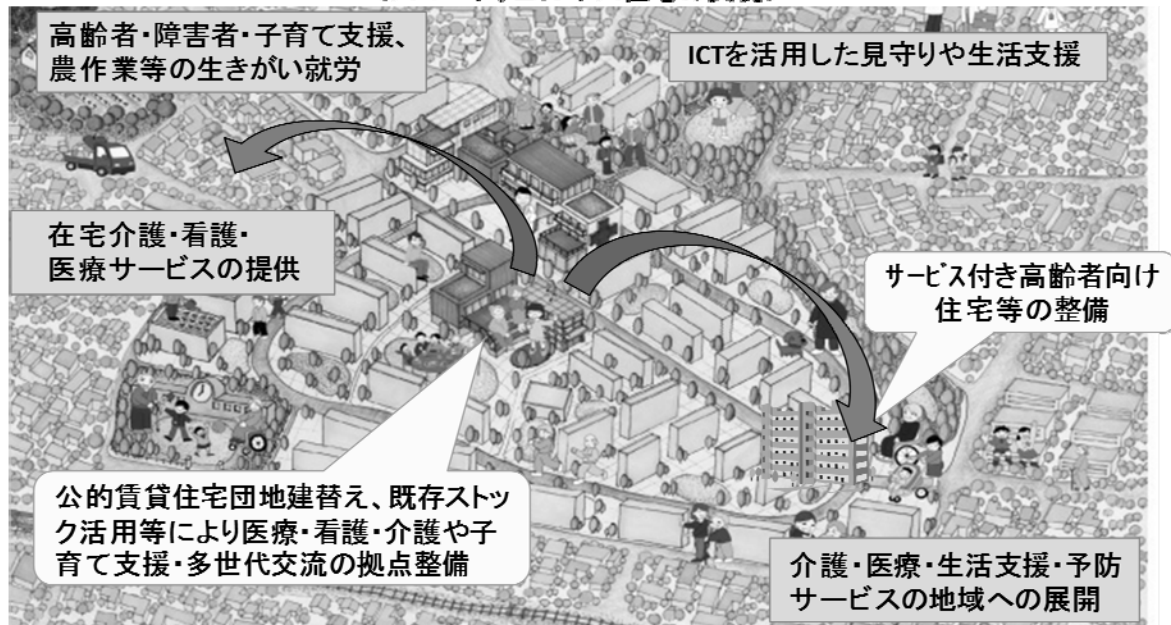 高齢者・障害者・子育て支援、
農作業等の生きがい就労
ICTを活用した見守りや生活支援
在宅介護・看護・
医療サービスの提供
サービス付き高齢者向け
住宅等の整備
公的賃貸住宅団地建替え、既存ストッ
ク活用等により医療・看護・介護や子
育て支援・多世代交流の拠点整備
介護・医療・生活支援・予防
サービスの地域への展開